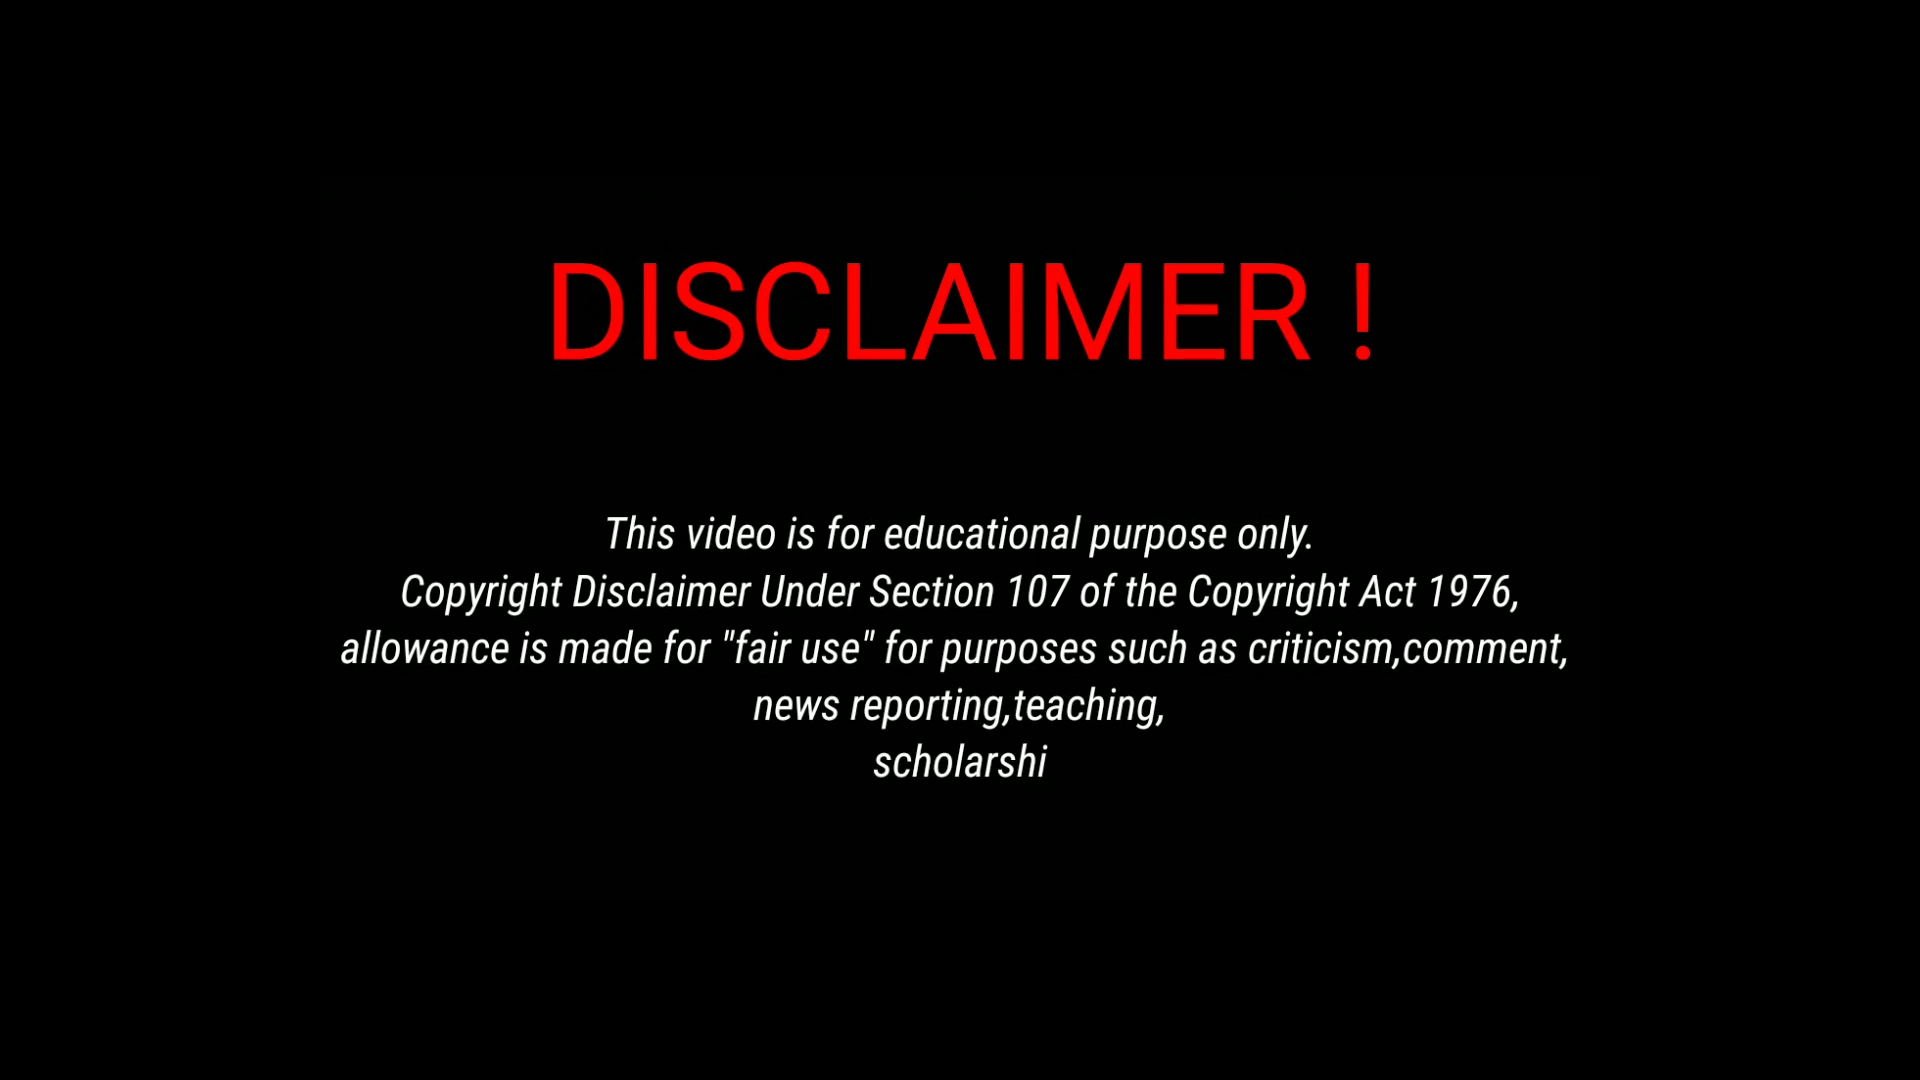 DISCLAIMER !
This video is for educational purpose only.
Copyright Disclaimer Under Section 107 of the Copyright Act 1976,
allowance is made for "fair use" for purposes such as criticism,comment,
news reporting,teaching,
scholarshi